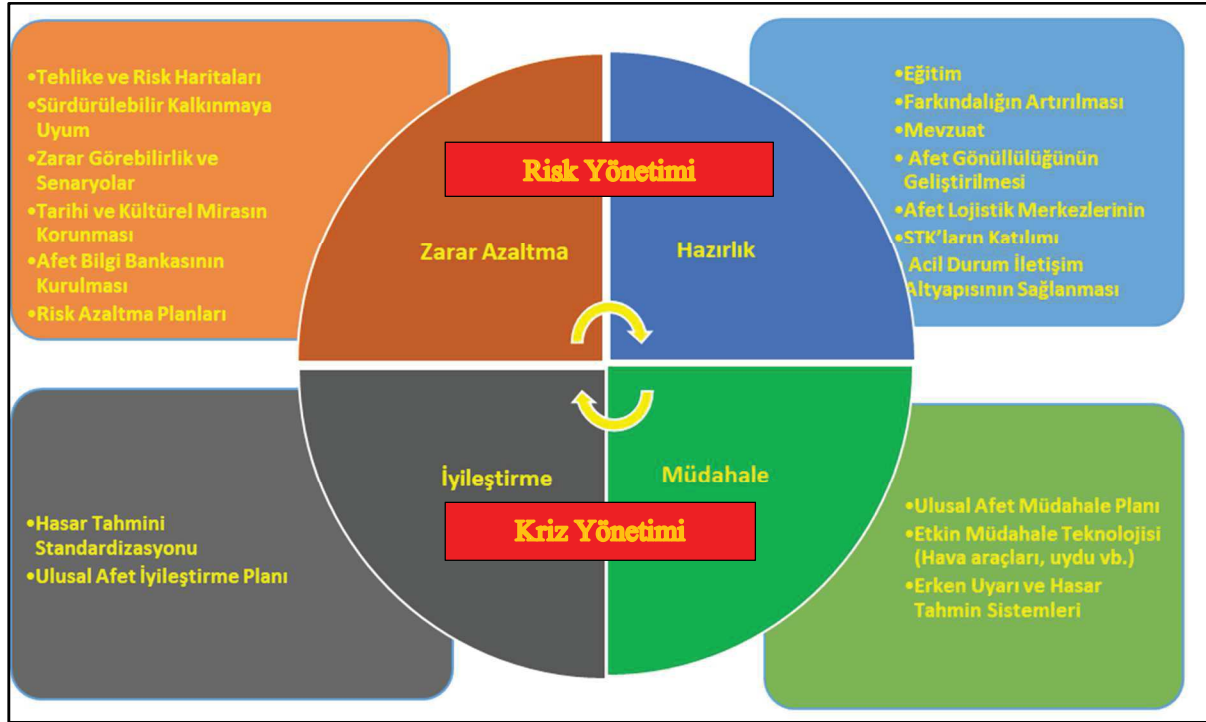 •Tehlike ve Risk Haritaları
•Sürdürülebilir Kalkınmaya
Uyum
•Zarar Görebilirlik ve
Senaryolar
•Tarihi ve Kültürel Mirasın
Korunması
•Afet Bilgi Bankasının
Kurulması
•Risk Azaltma Planları
Risk Yönetimi
Zarar Azaltma
Hazırlık
•Eğitim
•Farkındalığın Artırılması
•Mevzuat
• Afet Gönüllülüğünün
Geliştirilmesi
•Afet Lojistik Merkezlerinin
•STK'ların Katılımı
Acil Durum İletişim
Altyapısının Sağlanması
İyileştirme
Müdahale
Kriz Yönetimi
•Hasar Tahmini
Standardizasyonu
•Ulusal Afet İyileştirme Planı
•Ulusal Afet Müdahale Planı
•Etkin Müdahale Teknolojisi
(Hava araçları, uydu vb.)
•Erken Uyarı ve Hasar
Tahmin Sistemleri